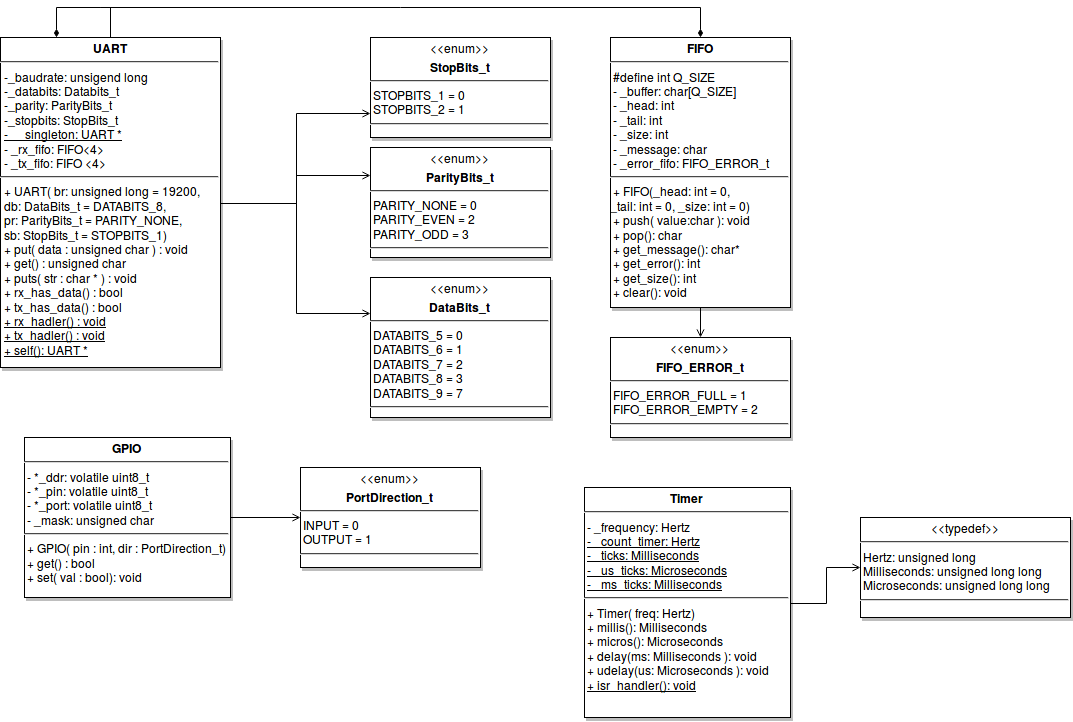 UART
-_baudrate: unsigend long
-_databits: Databits_t
-_parity: ParityBits_t
-_stopbits: StopBits_t
-__singleton: UART *
- _rx_fifo: FIFO<4>
- _tx_fifo: FIFO <4>
+ UART( br: unsigned long = 19200,
db: DataBits_t = DATABITS_8,
pr: ParityBits_t = PARITY_NONE,
sb: StopBits_t = STOPBITS_1)
+ put( data : unsigned char ) : void
+ get() : unsigned char
+ puts( str : char * ) : void
+ rx_has_data() : bool
+ tx_has_data() : bool
+ rx_hadler() : void
+ tx_hadler() : void
+ self(): UART *
<<enum>>
StopBits_t
STOPBITS_1 = 0
STOPBITS_2 = 1
<<enum>>
ParityBits_t
PARITY_NONE = 0
PARITY_EVEN = 2
PARITY_ODD = 3
<<enum>>
DataBits_t
DATABITS_5 = 0
DATABITS_6 = 1
DATABITS_7 = 2
DATABITS_8 = 3
DATABITS_9 = 7
FIFO
#define int Q_SIZE
- _buffer: char[Q_SIZE]
- _head: int
- _tail: int
- _size: int
- _message: char
- _error_fifo: FIFO_ERROR_t
+ FIFO(_head: int = 0,
_tail: int = 0, _size: int = 0)
+ push( value:char ): void
+ pop(): char
+ get_message(): char*
+ get_error(): int
+ get_size(): int
+ clear(): void
<<enum>>
FIFO_ERROR_t
FIFO_ERROR_FULL = 1
FIFO_ERROR_EMPTY = 2
GPIO
- *_ddr: volatile uint8_t
- *_pin: volatile uint8_t
- *_port: volatile uint8_t
- _mask: unsigned char
+ GPIO( pin : int, dir : PortDirection_t)
+ get() : bool
+ set( val : bool): void
<<enum>>
PortDirection_t
INPUT = 0
OUTPUT = 1
Timer
- _frequency: Hertz
- _count_timer: Hertz
- _ticks: Milliseconds
- _us_ticks: Microseconds
- _ms_ticks: Milliseconds
+ Timer( freq: Hertz)
+ millis(): Milliseconds
+ micros(): Microseconds
+ delay(ms: Milliseconds ): void
+ udelay(us: Microseconds ): void
+ isr_handler(): void
<<typedef>>
Hertz: unsigned long
Milliseconds: unsigned long long
Microseconds: unsigned long long